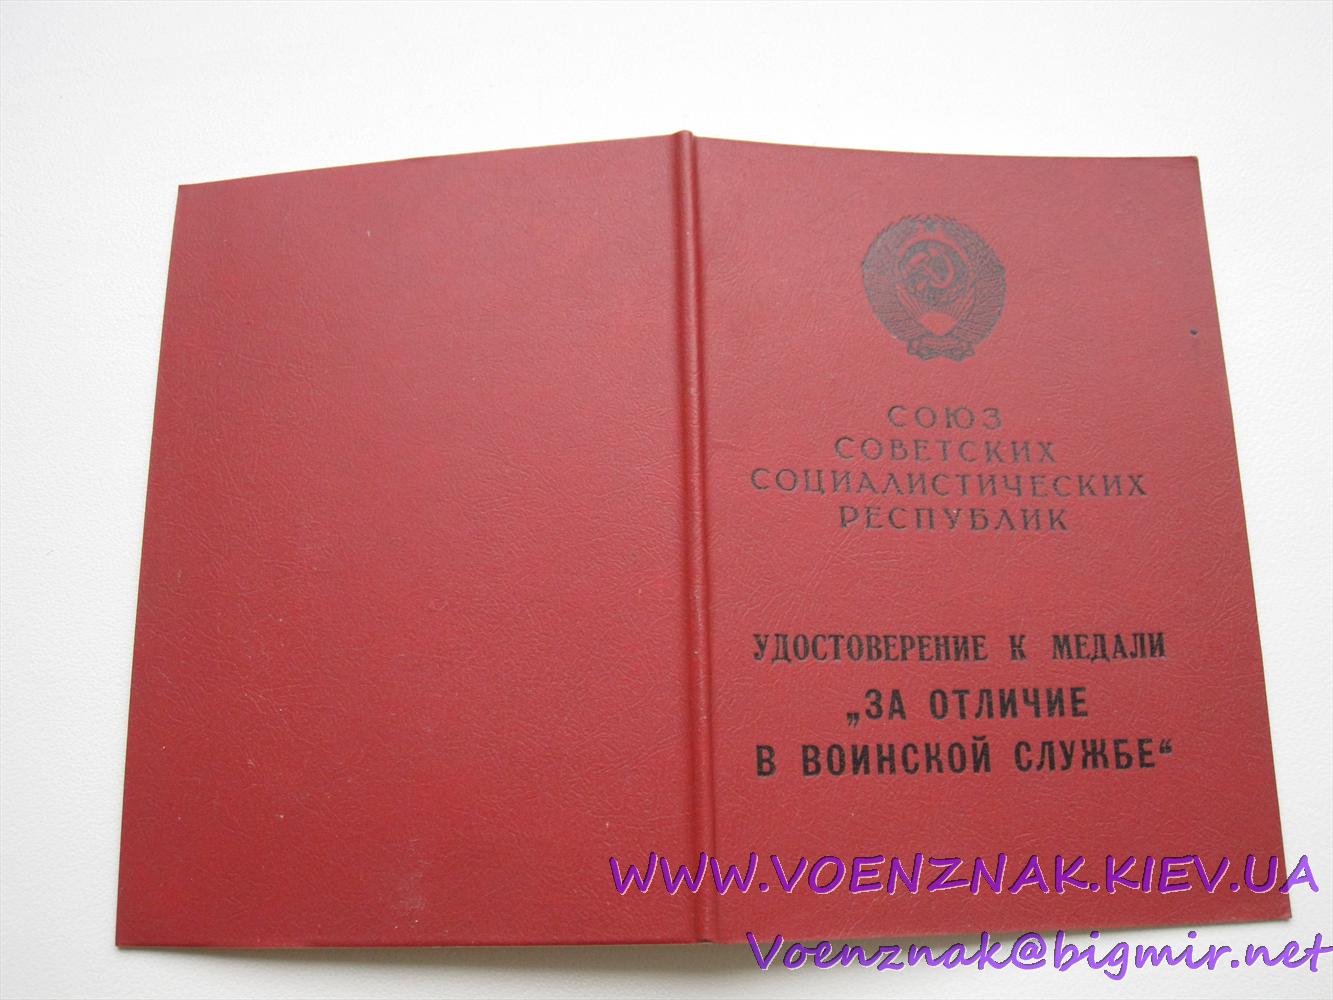 СОЮЗ
СОВЕТСКИХ
СОЦИАЛИСТИЧЕСКИХ
РЕСПУБЛИК
УДОСТОВЕРЕНИЕ К МЕДАЛИ
„ЗА ОТЛИЧИЕ
В ВОИНСКОЙ СЛУЖБЕ“
WWW.VOENZNAK.KIEV.UA
Voenznak@bigmir.net